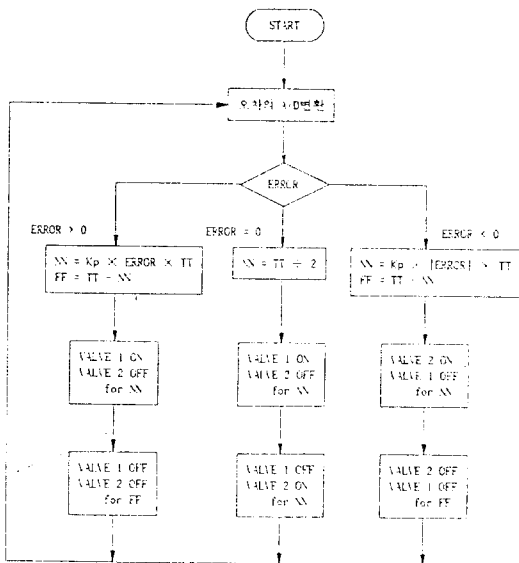 START
오차의 A/D변환
ERROR
ERROR > 0
ERROR = 0
ERROR < 0
NN = Kp × ERROR × TT
FF = TT - NN
NN = TT ÷ 2
NN = Kp × |ERROR| × TT
FF = TT - NN
VALVE 1 ON
VALVE 2 OFF
for NN
VALVE 1 ON
VALVE 2 OFF
for NN
VALVE 2 ON
VALVE 1 OFF
for NN
VALVE 1 OFF
VALVE 2 OFF
for FF
VALVE 1 OFF
VALVE 2 ON
for NN
VALVE 2 OFF
VALVE 1 OFF
for FF